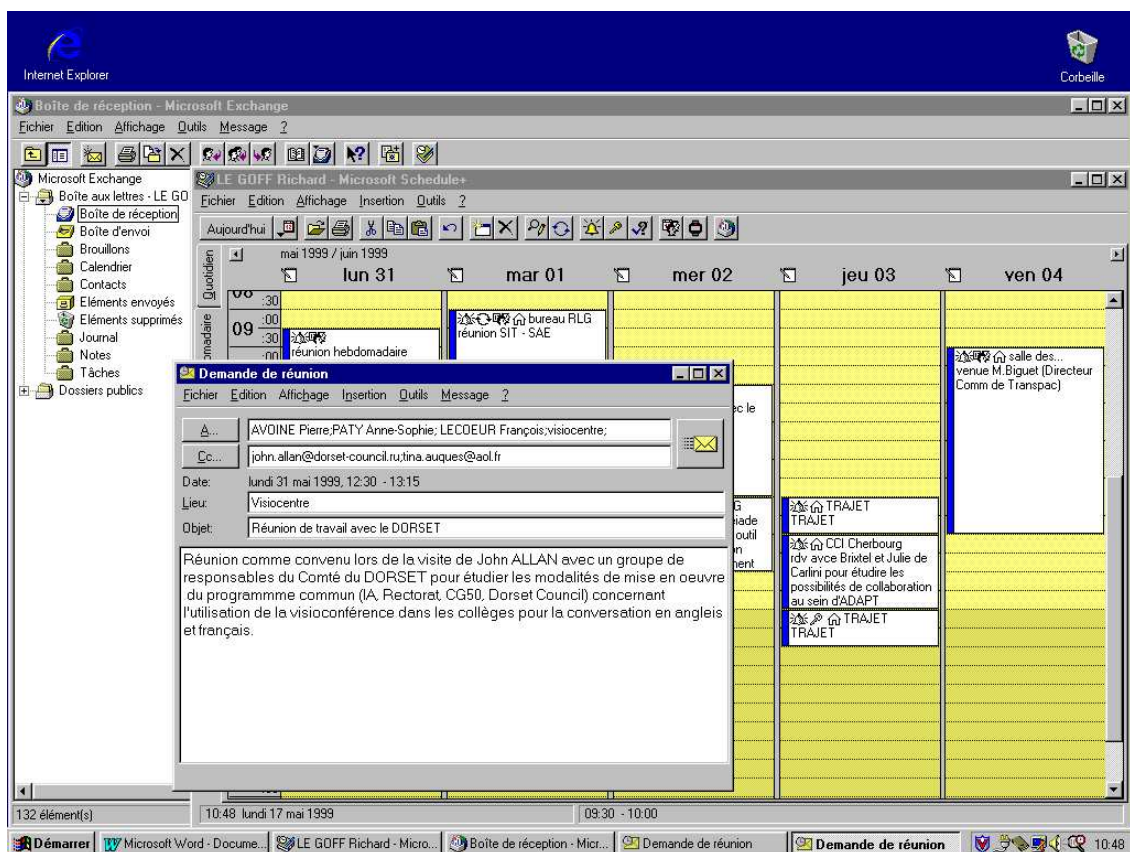 Internet Explorer
Corbeille
Boîte de réception - Microsoft Exchange
Fichier Edition Affichage Outils Message ?
Microsoft Exchange
Boîte aux lettres - LE GO
Boîte de réception
Boîte d'envoi
Brouillons
Calendrier
Contacts
Eléments envoyés
Eléments supprimés
Journal
Notes
Tâches
Dossiers publics
132 élément(s)
LE GOFF Richard - Microsoft Schedule+
Fichier Edition Affichage Insertion Outils ?
Aujourd'hui
Quotidien
omadaire
mai 1999 / juin 1999
lun 31 mar 01 mer 02 jeu 03 ven 04
:30
09 :00
:30
:00
réunion hebdomadaire
bureau RLG
réunion SIT - SAE
ec le
G
iade
outil
n
nent
TRAJET
TRAJET
CCI Cherbourg
rdv avce Brixtel et Julie de
Carlini pour étudire les
possibilités de collaboration
au sein d'ADAPT
TRAJET
TRAJET
salle des...
venue M.Biguet (Directeur
Comm de Transpac)
Demande de réunion
Fichier Edition Affichage Insertion Outils Message ?
A... AVOINE Pierre;PATY Anne-Sophie; LECOEUR François;visiocentre;
Cc... john.allan@dorset-council.ru;tina.auques@aol.fr
Date: lundi 31 mai 1999, 12:30 - 13:15
Lieu: Visiocentre
Objet: Réunion de travail avec le DORSET
Réunion comme convenu lors de la visite de John ALLAN avec un groupe de
responsables du Comté du DORSET pour étudier les modalités de mise en oeuvre
du programmme commun (IA, Rectorat, CG50, Dorset Council) concernant
l'utilisation de la visioconférence dans les collèges pour la conversation en angleis
et français.
10:48 lundi 17 mai 1999
09:30 - 10:00
Démarrer
Microsoft Word - Docume...
LE GOFF Richard - Micro...
Boîte de réception - Micr...
Demande de réunion
Demande de réunion
10:48